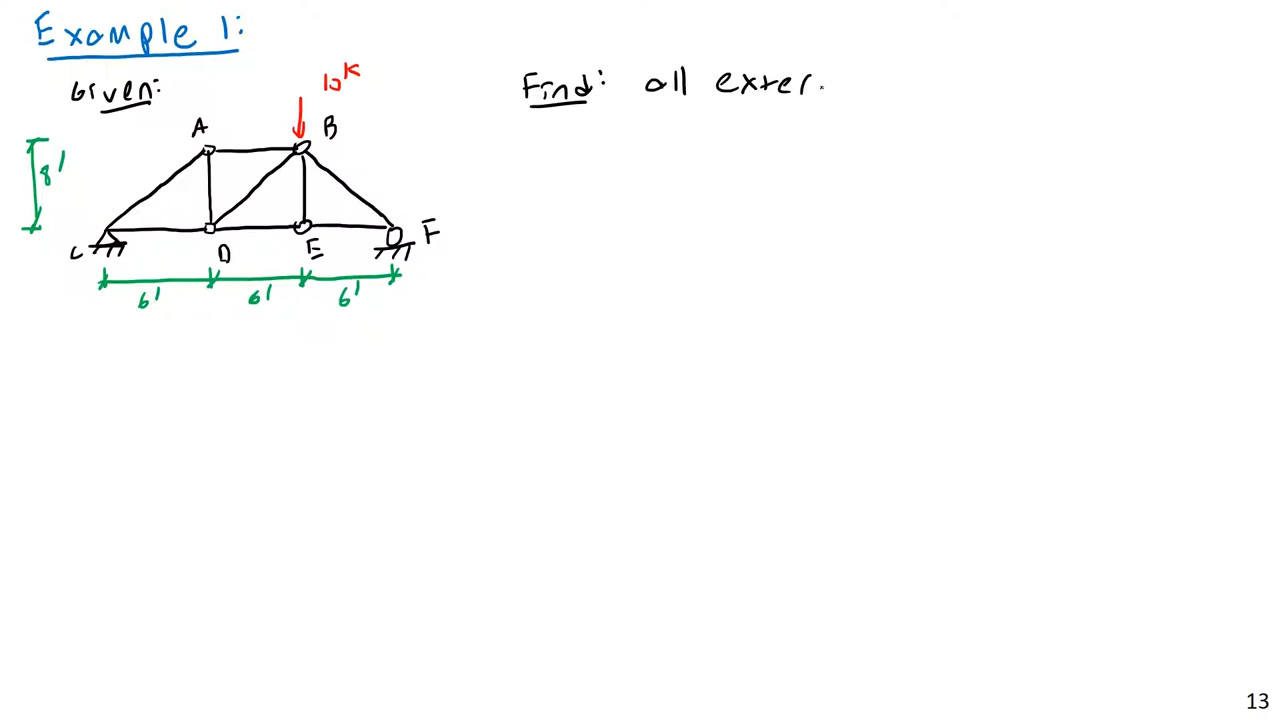 Example 1:
Given:
Find: all exter
10k
A
B
8'
C
D
E
F
6'
6'
6'
13